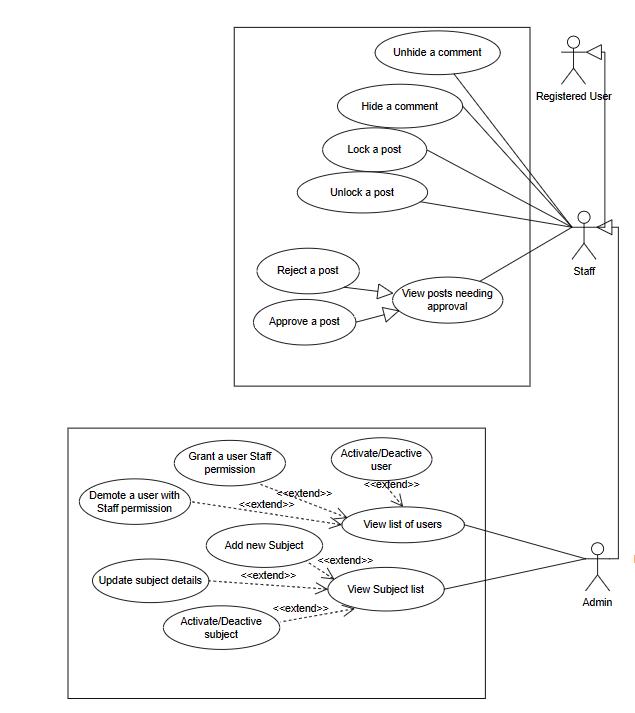 Unhide a comment
Registered User
Hide a comment
Lock a post
Unlock a post
Staff
Reject a post
View posts needing
approval
Approve a post
Grant a user Staff
permission
Activate/Deactive
user
<<extend>>
<<extend>>
Demote a user with
Staff permission
<<extend>>
View list of users
Add new Subject
<<extend>>
Update subject details
<<extend>>
View Subject list
Admin
<<extend>>
Activate/Deactive
subject